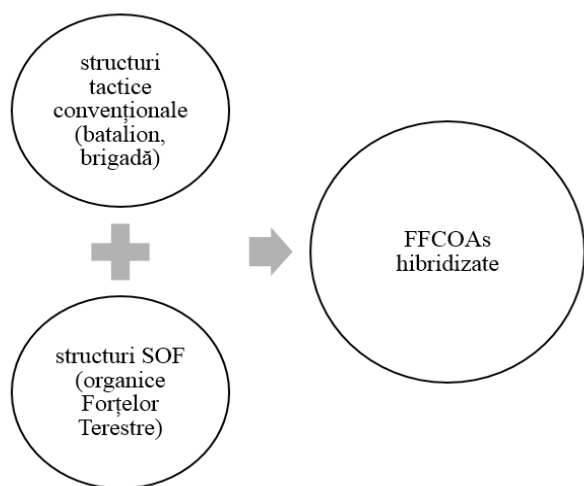 structuri
tactice
convenționale
(batalion,
brigadă)
structuri SOF
(organice
Forțelor
Terestre)
FFCOAs
hibridizate